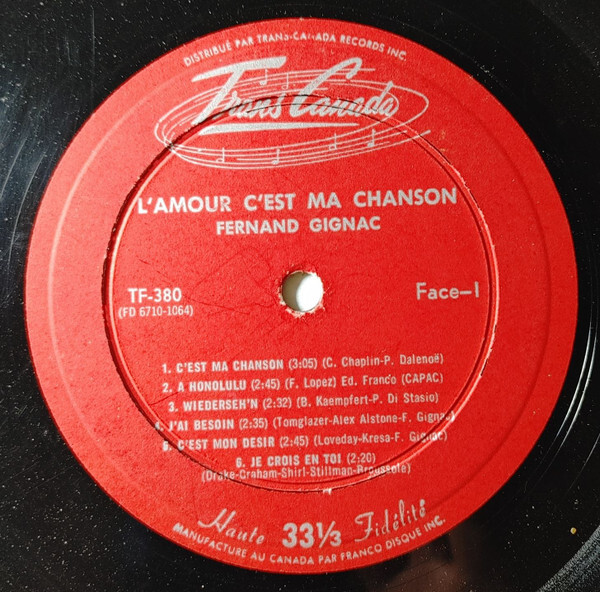 DISTRIBUÉ PAR TRANS-CANADA RECORDS INC.
Trans Canada
L'AMOUR C'EST MA CHANSON
FERNAND GIGNAC
TF-380
(FD 6710-1064)
Face-I
1. C'EST MA CHANSON (3:05) (C. Chaplin-P. Dalenoë)
2. A HONOLULU (2:45) (F. Lopez) Ed. Franco (CAPAC)
3. WIEDERSEH'N (2:32) (B. Kaempfert-P. Di Stasio)
4. J'AI BESOIN (2:35) (Tomglazer-Alex Alstone-F. Gignac)
5. C'EST MON DESIR (2:45) (Loveday-Kresa-F. Gignac)
6. JE CROIS EN TOI (2:20)
(Drake-Graham-Shirl-Stillman-Broussole)
Haute 33⅓ Fidélité
MANUFACTURE AU CANADA PAR FRANCO DISQUE INC.